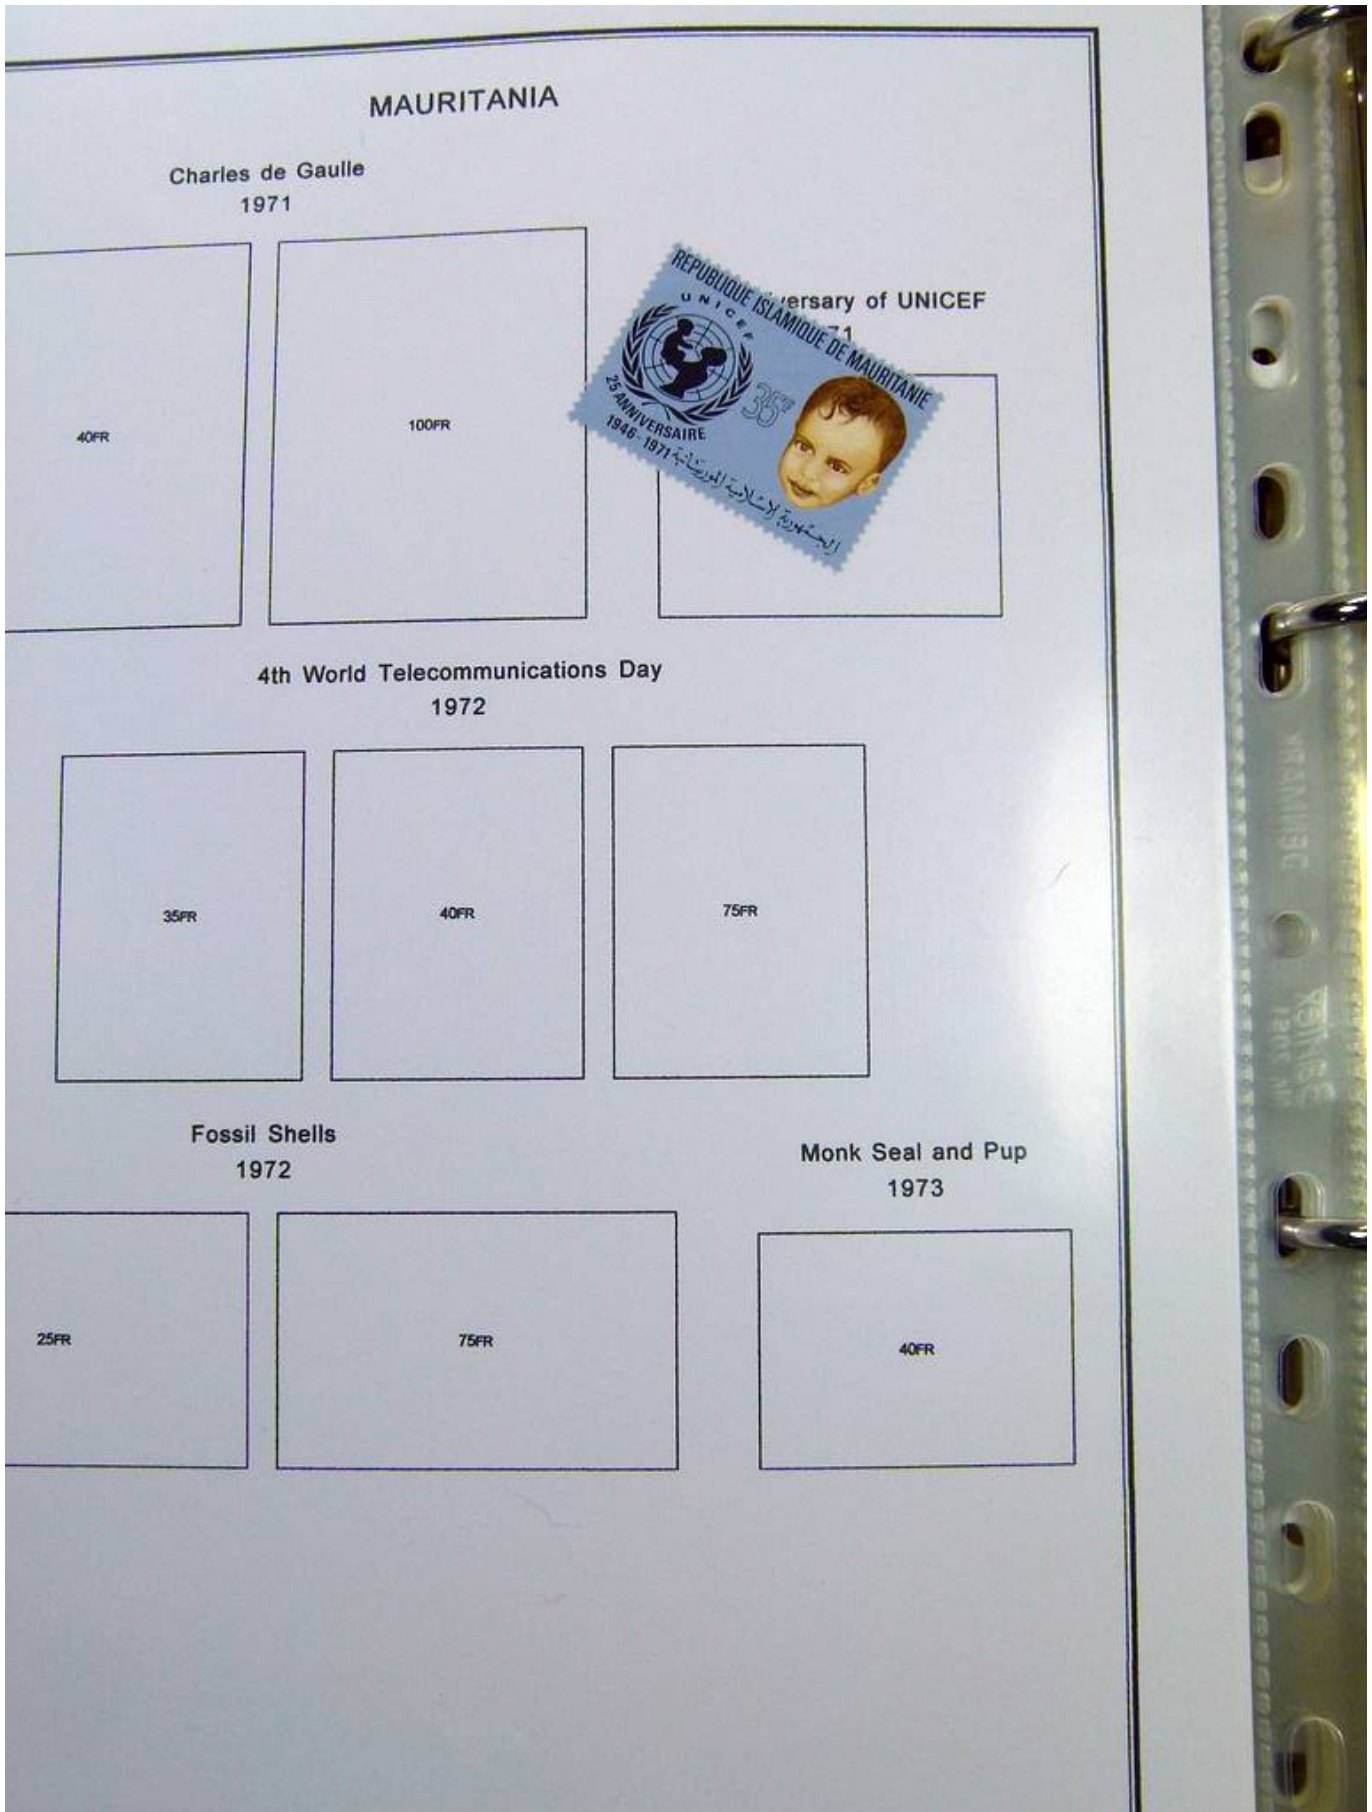 MAURITANIA
Charles de Gaulle
1971
40FR
100FR
ersary of UNICEF
71
REPUBLIQUE ISLAMIQUE DE MAURITANIE
UNICEF
35F
25 ANNIVERSAIRE
1946-1971
الجمهورية الإسلامية الموريتانية
4th World Telecommunications Day
1972
35FR
40FR
75FR
Fossil Shells
1972
25FR
75FR
Monk Seal and Pup
1973
40FR
DENMARK